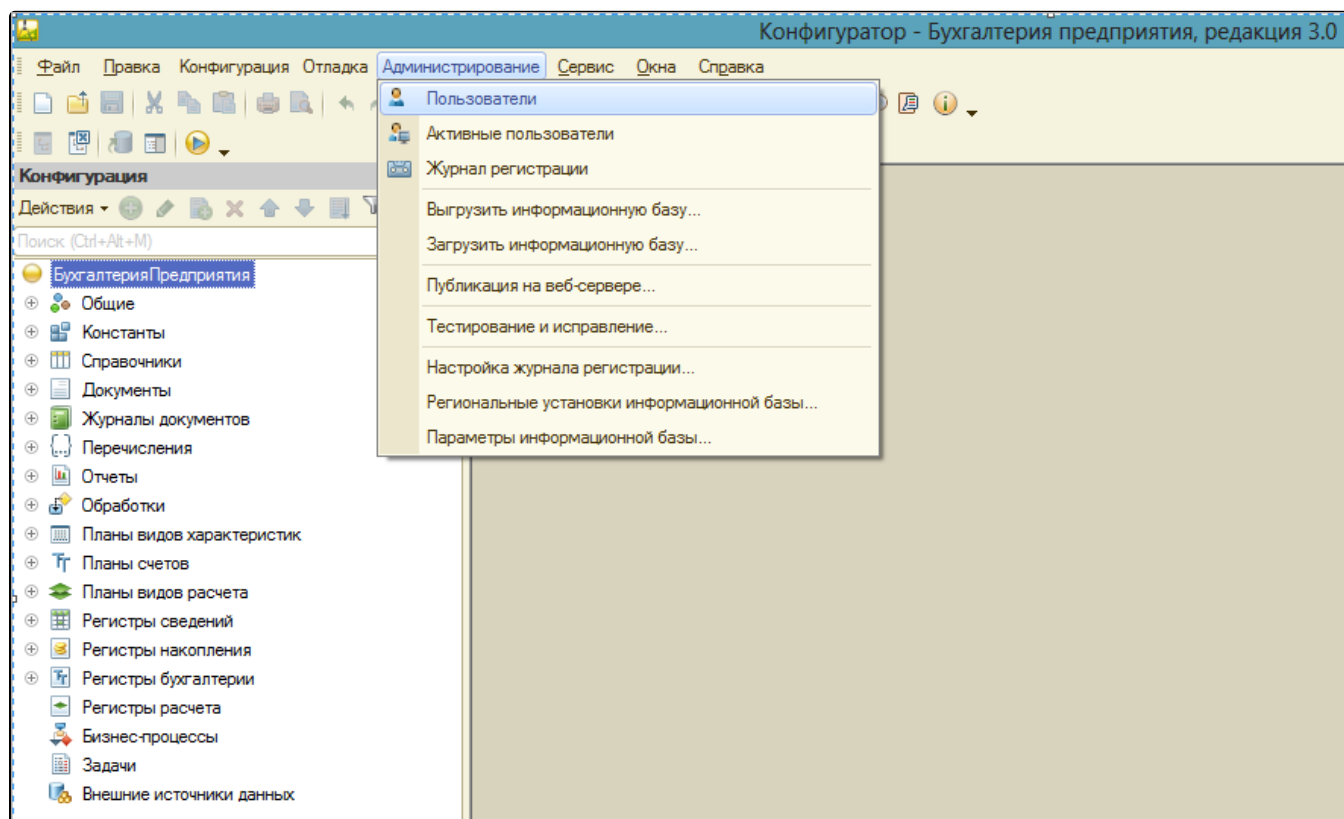 Конфигуратор - Бухгалтерия предприятия, редакция 3.0
Файл Правка Конфигурация Отладка Администрирование Сервис Окна Справка
Пользователи
Активные пользователи
Журнал регистрации
Выгрузить информационную базу...
Загрузить информационную базу...
Публикация на веб-сервере...
Тестирование и исправление...
Настройка журнала регистрации...
Региональные установки информационной базы...
Параметры информационной базы...
Конфигурация
Действия
Поиск (Ctrl+Alt+M)
БухгалтерияПредприятия
Общие
Константы
Справочники
Документы
Журналы документов
Перечисления
Отчеты
Обработки
Планы видов характеристик
Планы счетов
Планы видов расчета
Регистры сведений
Регистры накопления
Регистры бухгалтерии
Регистры расчета
Бизнес-процессы
Задачи
Внешние источники данных